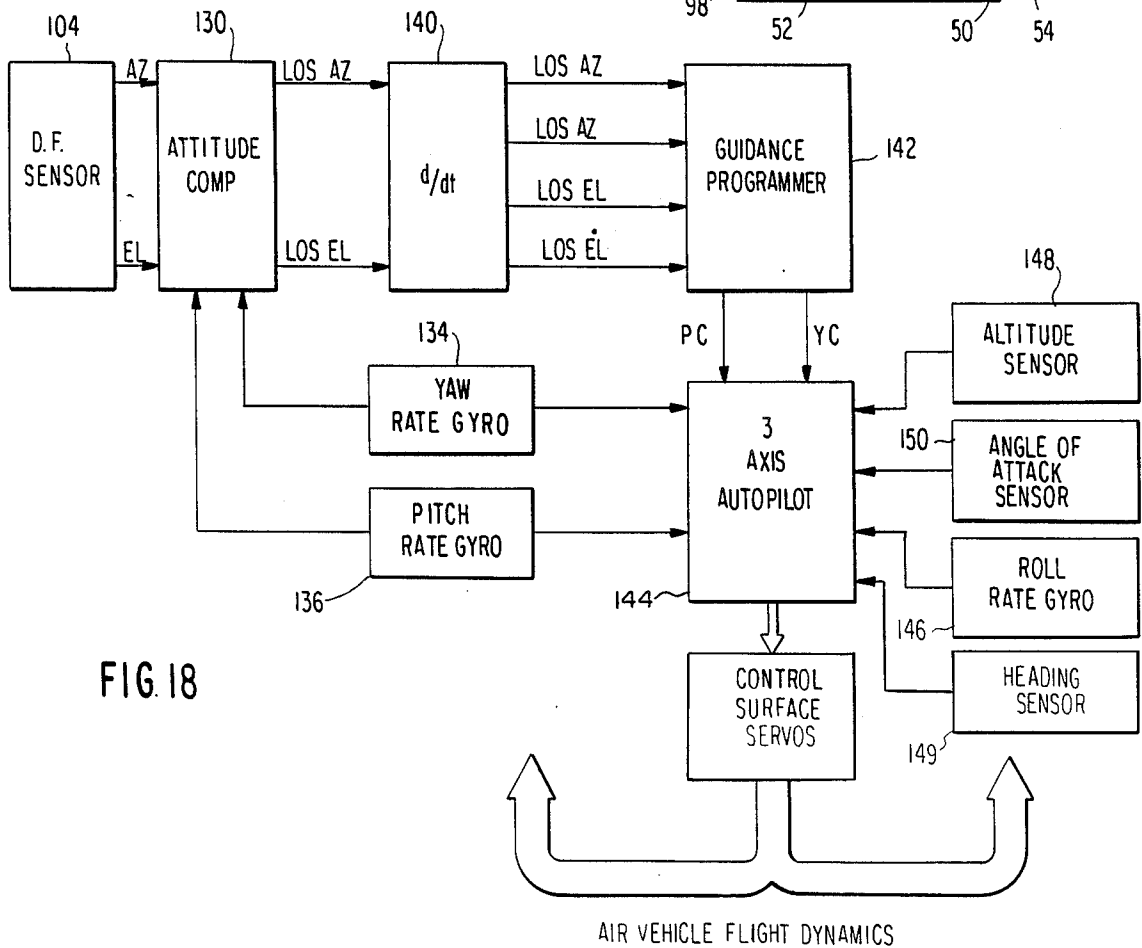 98
52
50
54
104
130
140
AZ
LOS AZ
LOS AZ
D.F.
SENSOR
ATTITUDE
COMP
d/dt
LOS AZ
GUIDANCE
PROGRAMMER
142
LOS EL
EL
LOS EL
LOS ĖL
148
ALTITUDE
SENSOR
PC
YC
134
YAW
RATE GYRO
150
ANGLE OF
ATTACK
SENSOR
3
AXIS
AUTOPILOT
PITCH
RATE GYRO
136
144
ROLL
RATE GYRO
146
CONTROL
SURFACE
SERVOS
HEADING
SENSOR
149
FIG. 18
AIR VEHICLE FLIGHT DYNAMICS